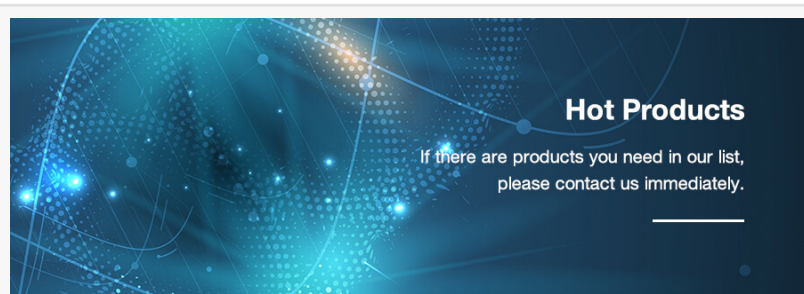 Hot Products
If there are products you need in our list,
please contact us immediately.